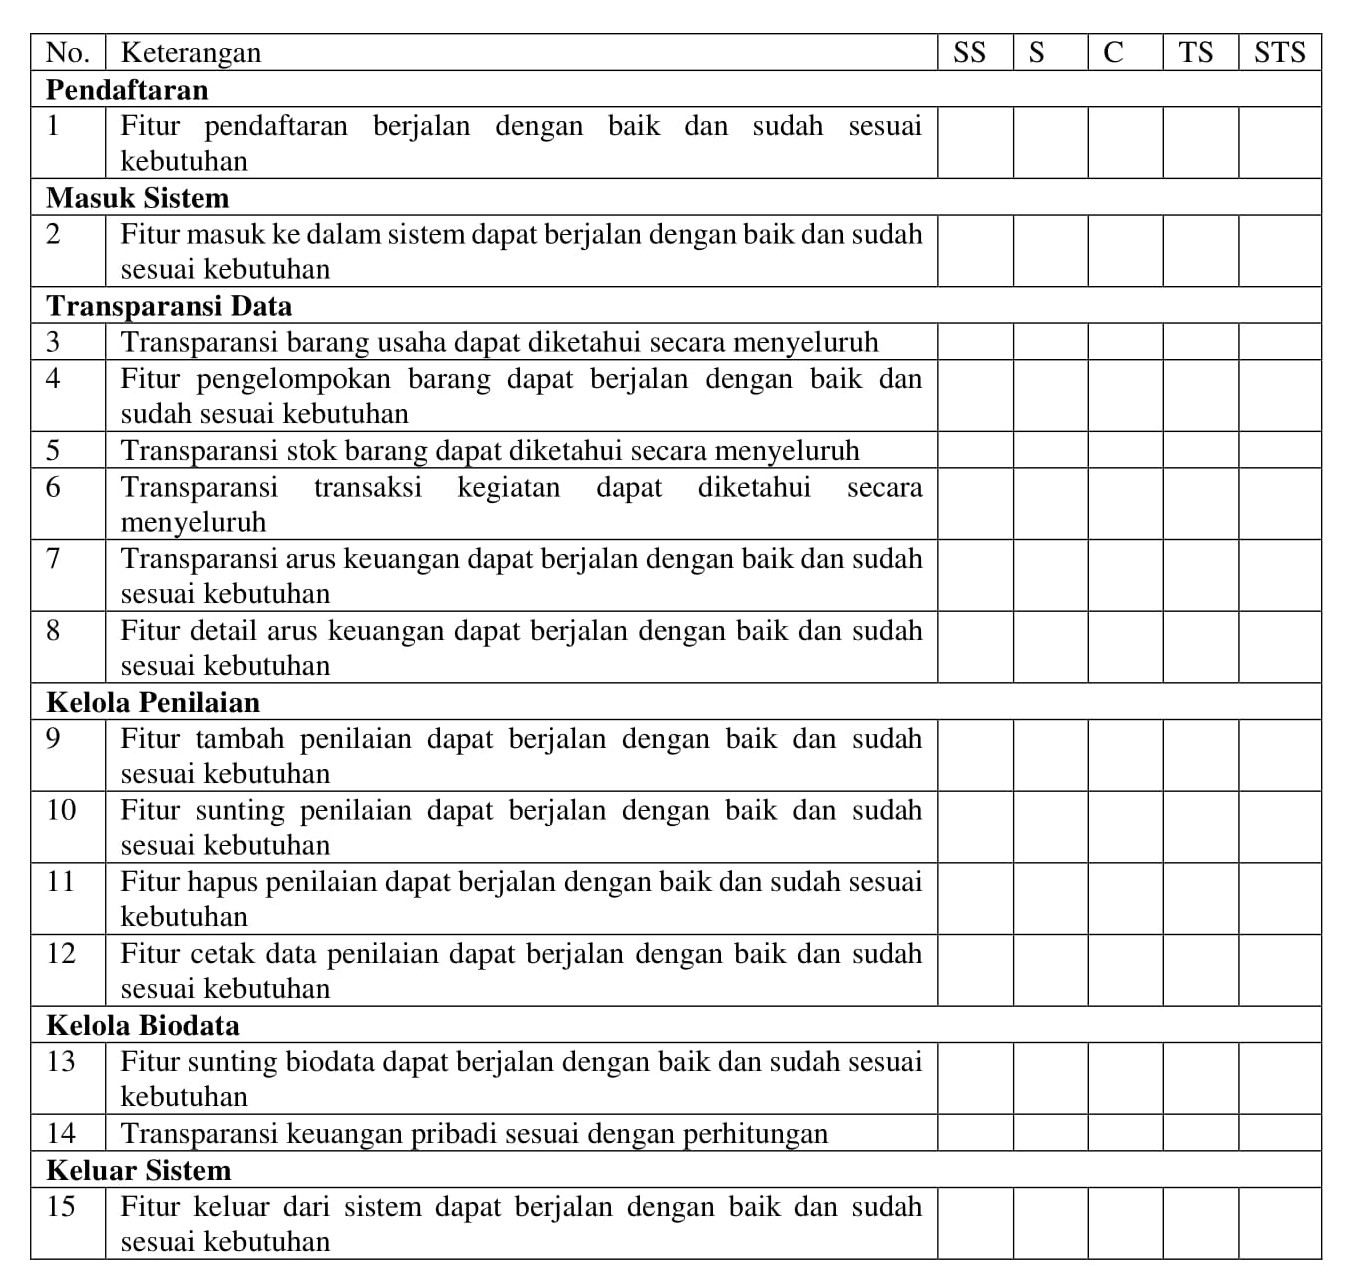 No. Keterangan SS S C TS STS
Pendaftaran
1 Fitur pendaftaran berjalan dengan baik dan sudah sesuai
kebutuhan
Masuk Sistem
2 Fitur masuk ke dalam sistem dapat berjalan dengan baik dan sudah
sesuai kebutuhan
Transparansi Data
3 Transparansi barang usaha dapat diketahui secara menyeluruh
4 Fitur pengelompokan barang dapat berjalan dengan baik dan
sudah sesuai kebutuhan
5 Transparansi stok barang dapat diketahui secara menyeluruh
6 Transparansi transaksi kegiatan dapat diketahui secara
menyeluruh
7 Transparansi arus keuangan dapat berjalan dengan baik dan sudah
sesuai kebutuhan
8 Fitur detail arus keuangan dapat berjalan dengan baik dan sudah
sesuai kebutuhan
Kelola Penilaian
9 Fitur tambah penilaian dapat berjalan dengan baik dan sudah
sesuai kebutuhan
10 Fitur sunting penilaian dapat berjalan dengan baik dan sudah
sesuai kebutuhan
11 Fitur hapus penilaian dapat berjalan dengan baik dan sudah sesuai
kebutuhan
12 Fitur cetak data penilaian dapat berjalan dengan baik dan sudah
sesuai kebutuhan
Kelola Biodata
13 Fitur sunting biodata dapat berjalan dengan baik dan sudah sesuai
kebutuhan
14 Transparansi keuangan pribadi sesuai dengan perhitungan
Keluar Sistem
15 Fitur keluar dari sistem dapat berjalan dengan baik dan sudah
sesuai kebutuhan